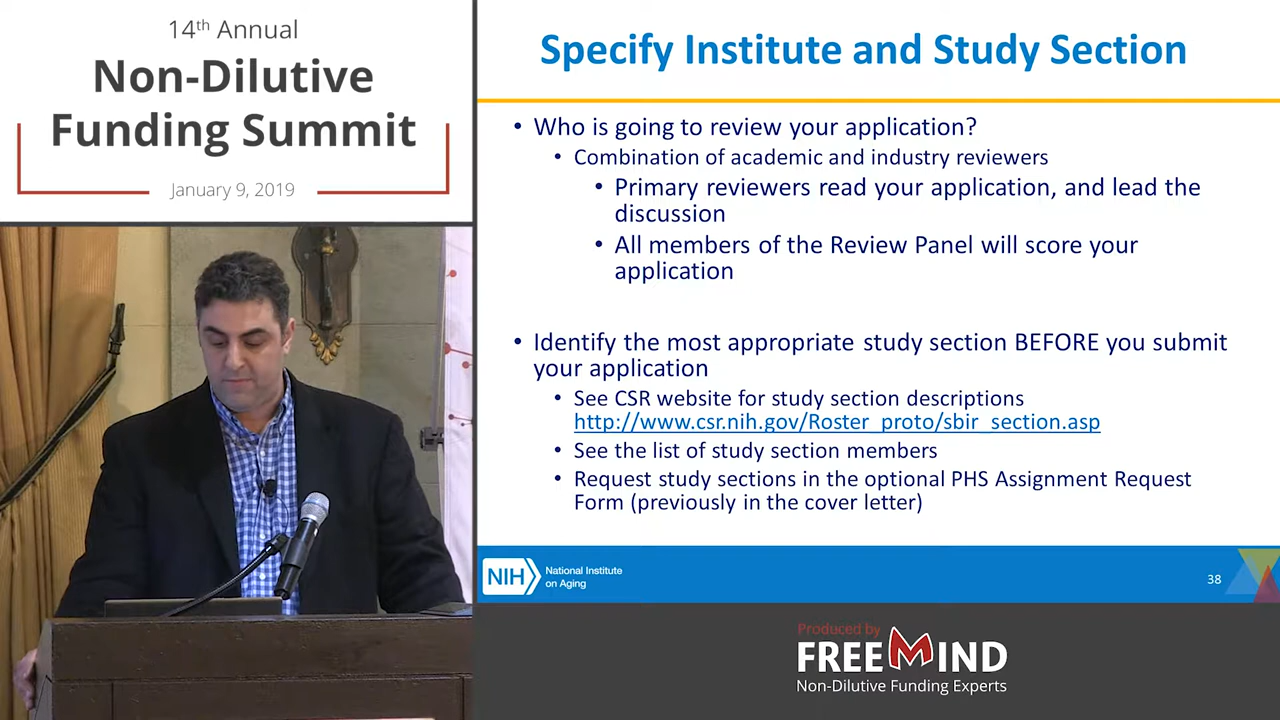 14th Annual
Non-Dilutive
Funding Summit
January 9, 2019
Specify Institute and Study Section
• Who is going to review your application?
• Combination of academic and industry reviewers
• Primary reviewers read your application, and lead the
discussion
• All members of the Review Panel will score your
application
• Identify the most appropriate study section BEFORE you submit
your application
• See CSR website for study section descriptions
http://www.csr.nih.gov/Roster_proto/sbir_section.asp
• See the list of study section members
• Request study sections in the optional PHS Assignment Request
Form (previously in the cover letter)
NIH
National Institute
on Aging
38
Produced by
FREEMIND
Non-Dilutive Funding Experts